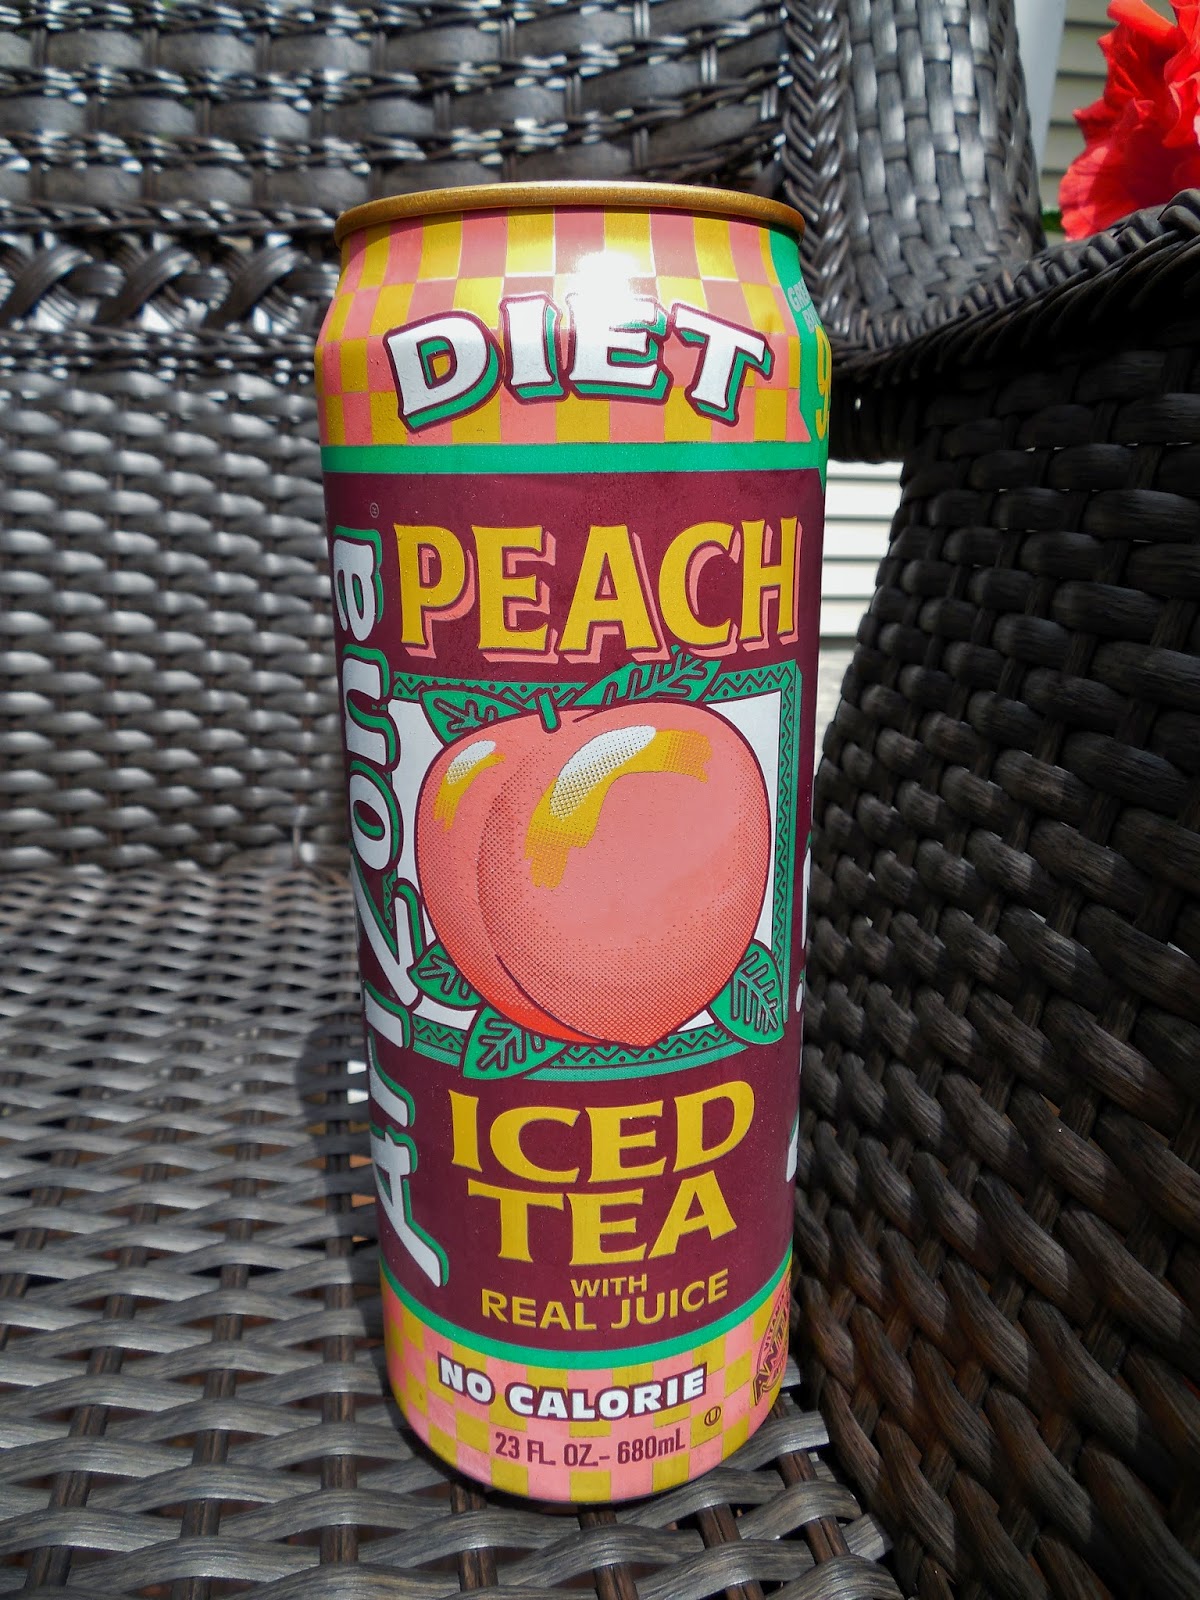 DIET
PEACH
Arizona
ICED
TEA
WITH
REAL JUICE
NO CALORIE
23 FL. OZ.- 680mL